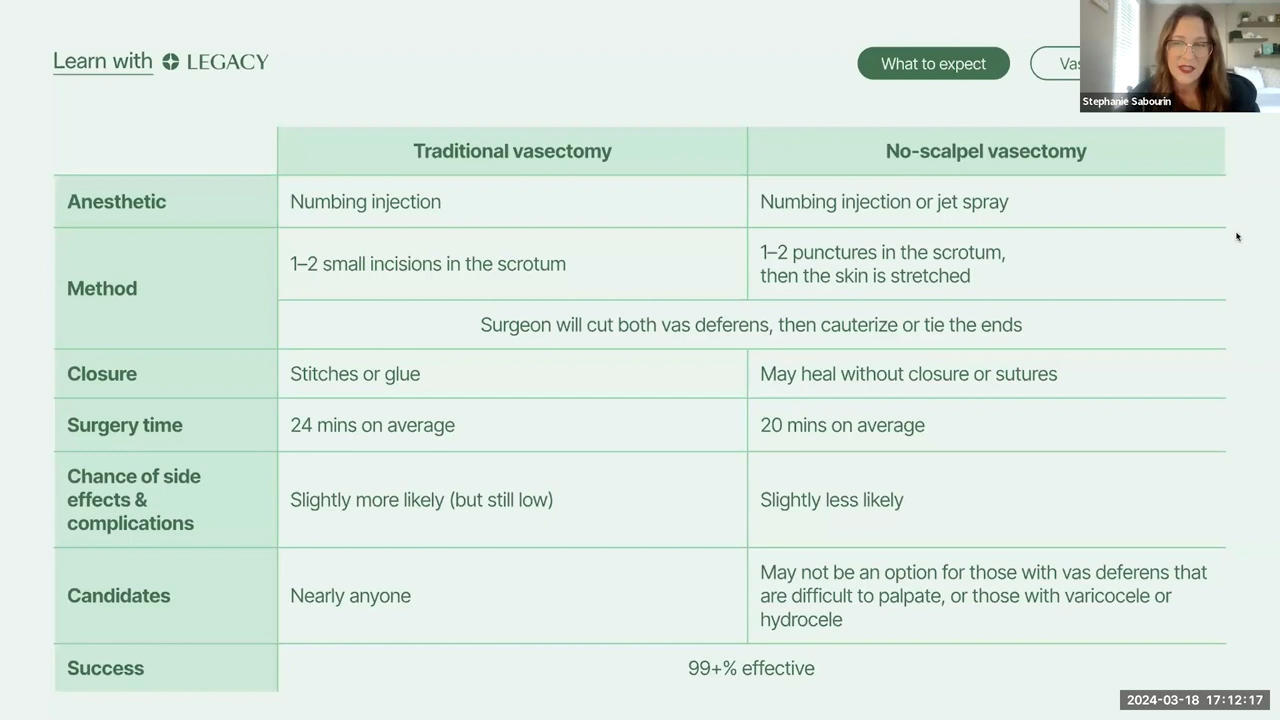 Learn with LEGACY
What to expect
Vas
Stephanie Sabourin
Traditional vasectomy
No-scalpel vasectomy
Anesthetic
Numbing injection
Numbing injection or jet spray
Method
1–2 small incisions in the scrotum
1–2 punctures in the scrotum,
then the skin is stretched
Surgeon will cut both vas deferens, then cauterize or tie the ends
Closure
Stitches or glue
May heal without closure or sutures
Surgery time
24 mins on average
20 mins on average
Chance of side
effects &
complications
Slightly more likely (but still low)
Slightly less likely
Candidates
Nearly anyone
May not be an option for those with vas deferens that
are difficult to palpate, or those with varicocele or
hydrocele
Success
99+% effective
2024-03-18 17:12:17